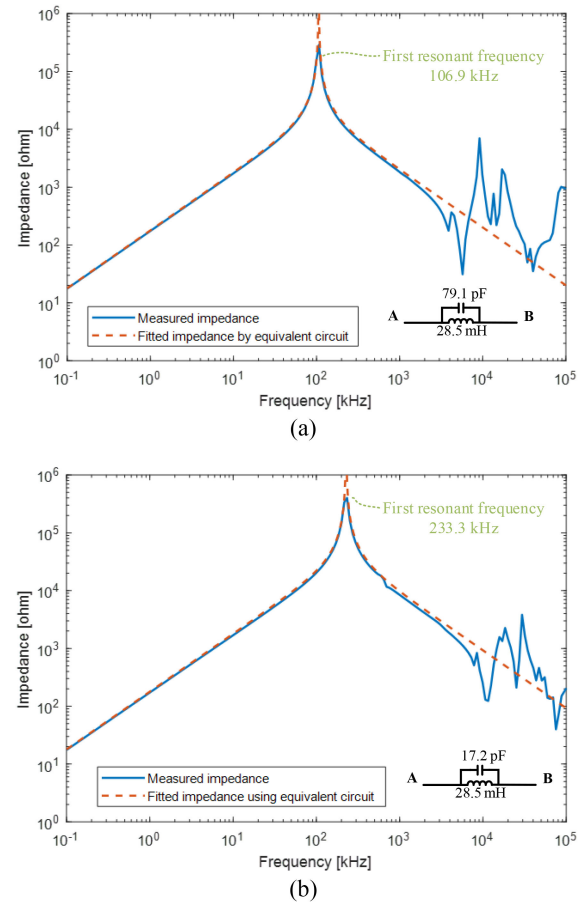 10^6
10^5
10^4
10^3
10^2
10^1
10^0
Impedance [ohm]
First resonant frequency
106.9 kHz
Measured impedance
Fitted impedance by equivalent circuit
79.1 pF
A B
28.5 mH
10^-1 10^0 10^1 10^2 10^3 10^4 10^5
Frequency [kHz]
(a)
10^6
10^5
10^4
10^3
10^2
10^1
10^0
Impedance [ohm]
First resonant frequency
233.3 kHz
Measured impedance
Fitted impedance using equivalent circuit
17.2 pF
A B
28.5 mH
10^-1 10^0 10^1 10^2 10^3 10^4 10^5
Frequency [kHz]
(b)